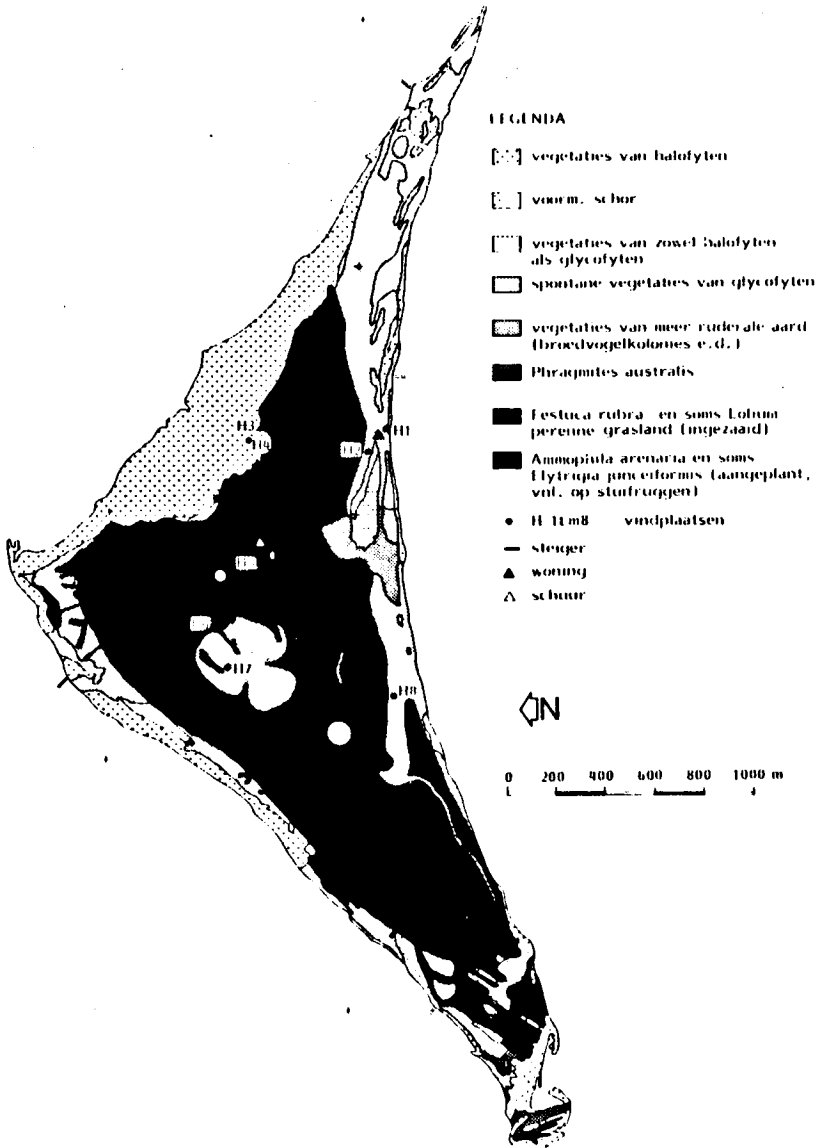 LEGENDA
vegetaties van halofyten
voorm. schor
vegetaties van zowel halofyten
als glycofyten
spontane vegetaties van glycofyten
vegetaties van meer ruderale aard
(broedvogelkolonies e.d.)
Phragmites australis
Festuca rubra en soms Lolium
perenne grasland (ingezaaid)
Ammophila arenaria en soms
Elytrigia junceiformis (aangeplant,
vnl. op stuifruggen)
H 1t.m8 vindplaatsen
steiger
woning
schuur
H1
H2
H3
H4
H7
H8
N
0 200 400 600 800 1000 m